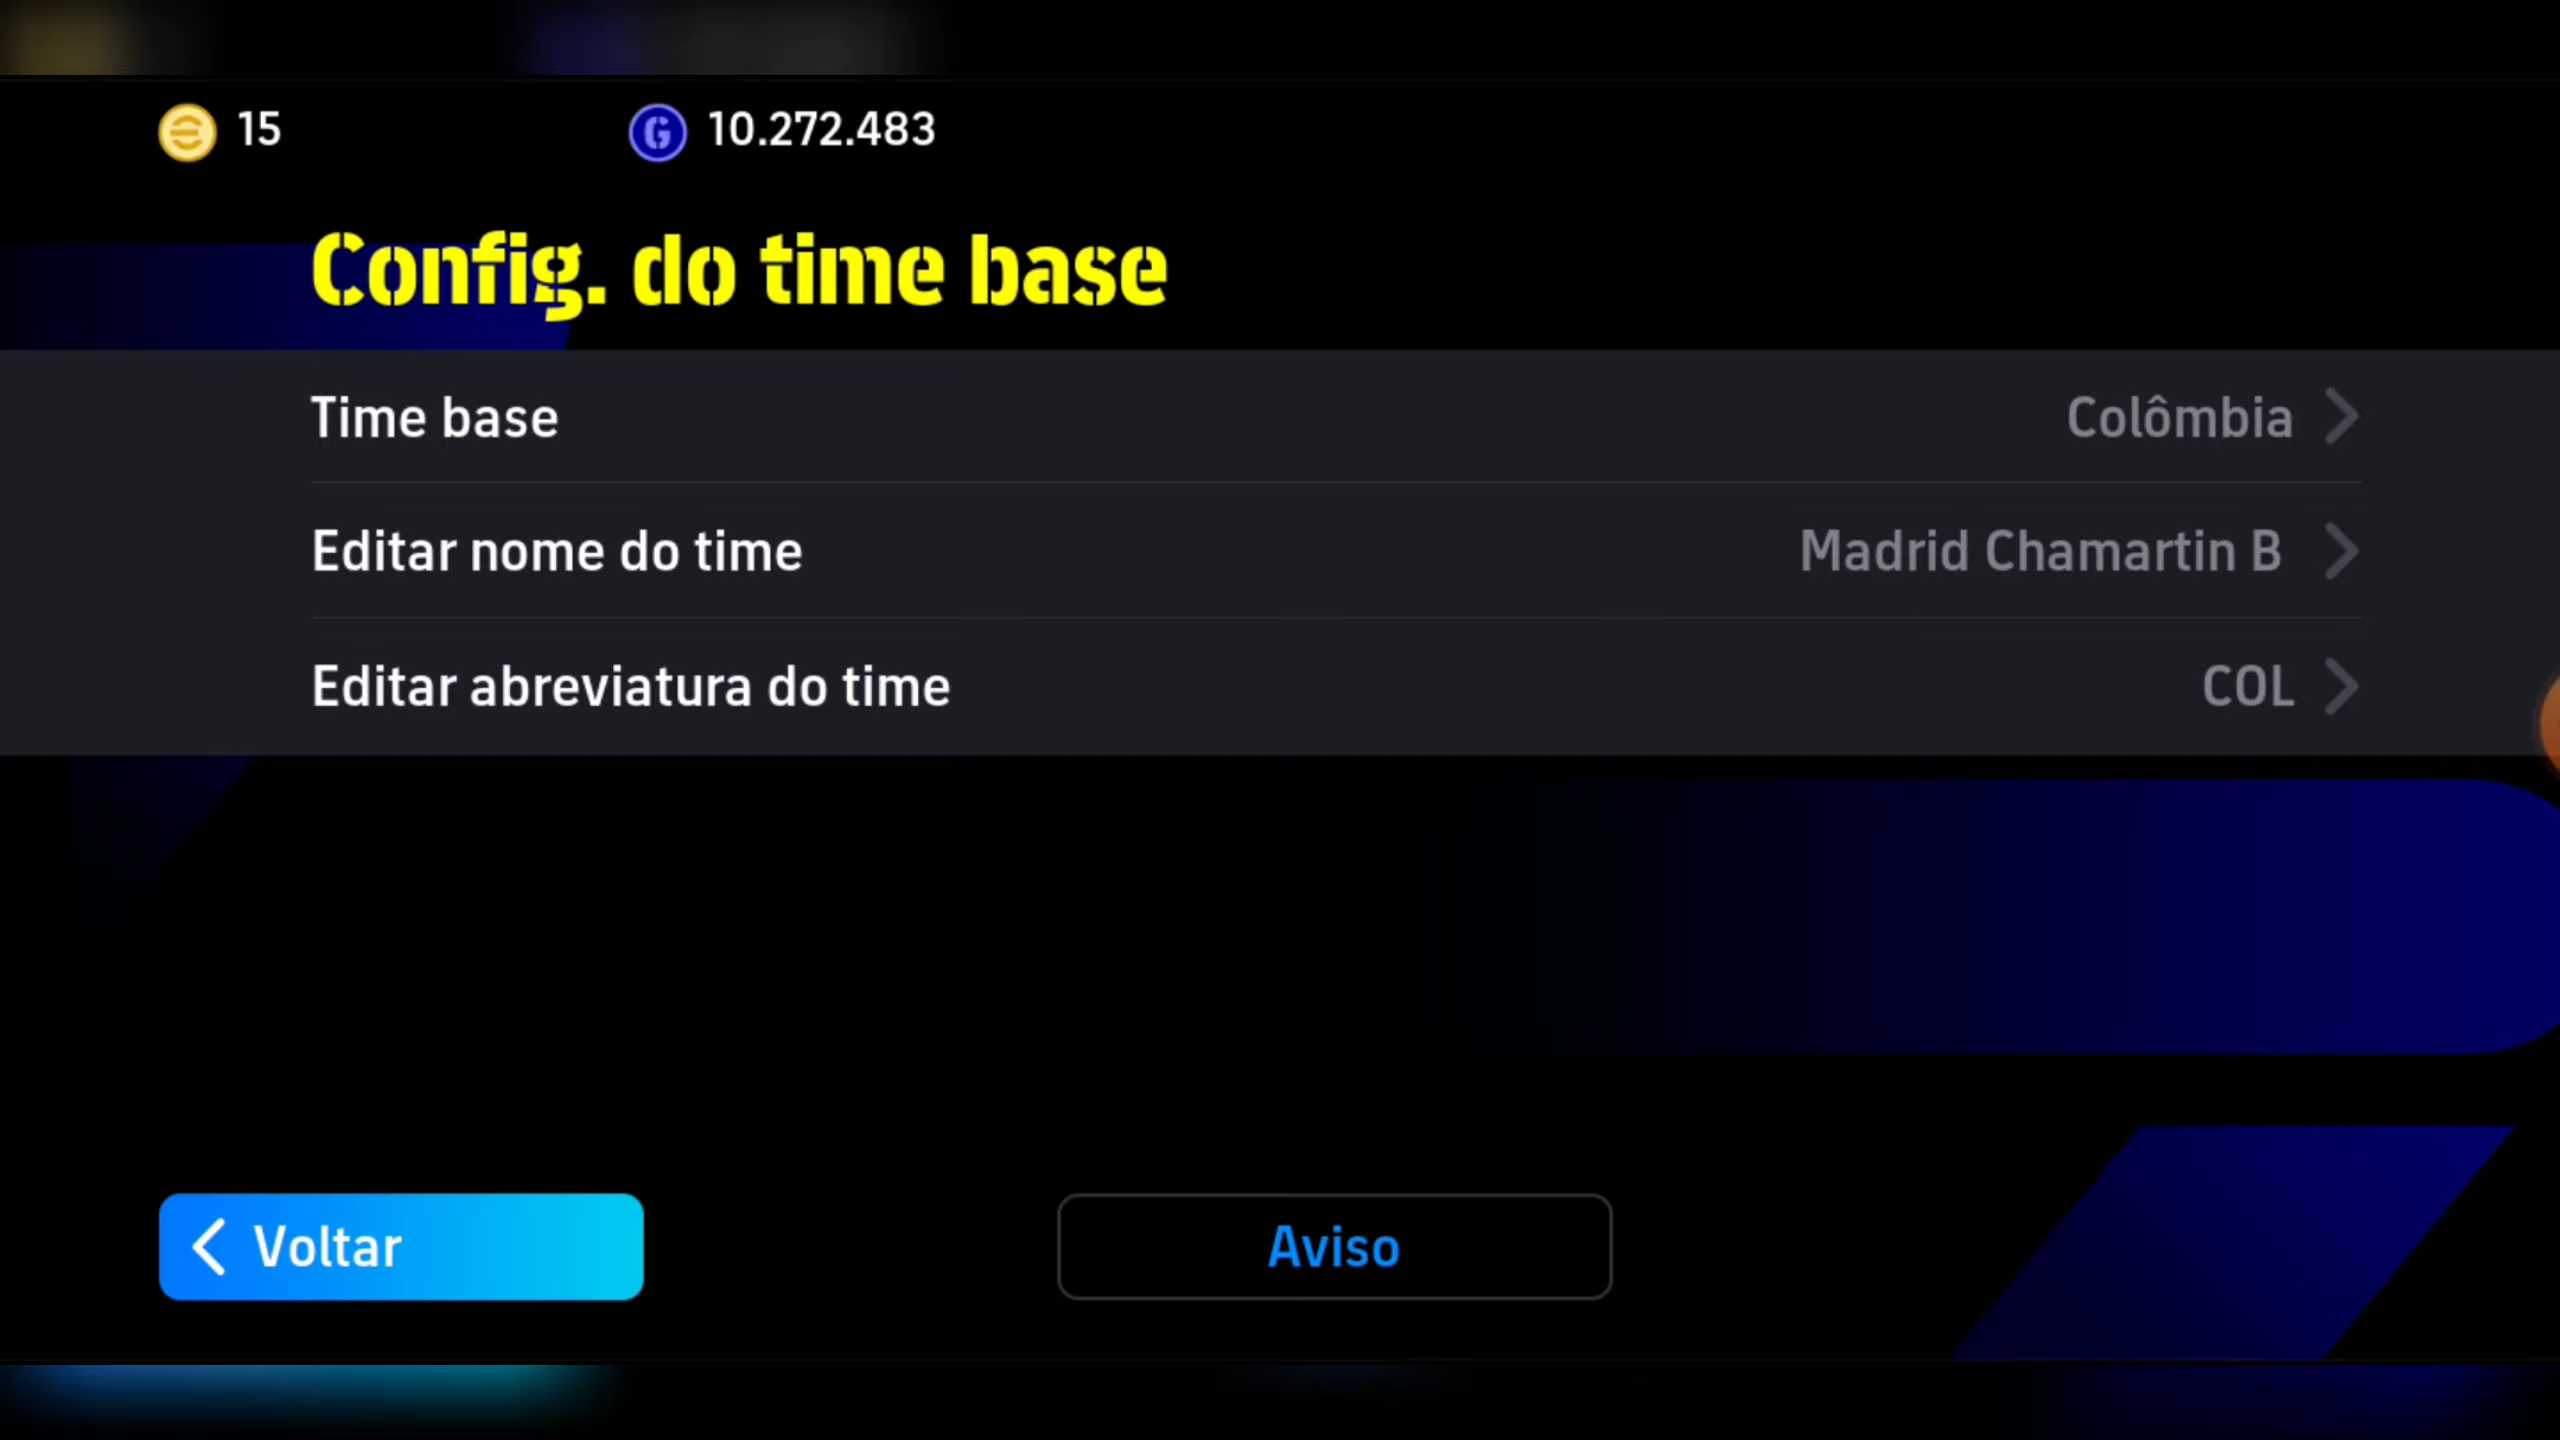 15
G 10.272.483
Config. do time base
Time base Colômbia
Editar nome do time Madrid Chamartin B
Editar abreviatura do time COL
Voltar Aviso